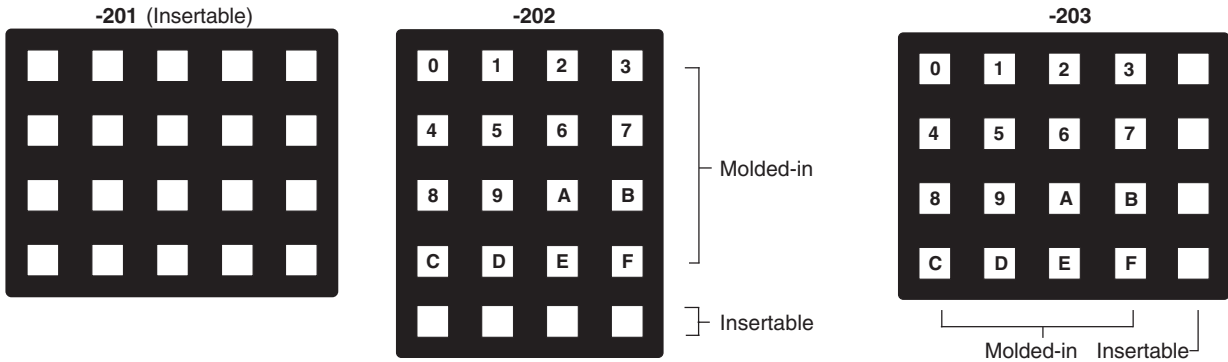 -201 (Insertable)
-202
0 1 2 3
4 5 6 7
8 9 A B
C D E F
Molded-in
Insertable
-203
0 1 2 3
4 5 6 7
8 9 A B
C D E F
Molded-in Insertable